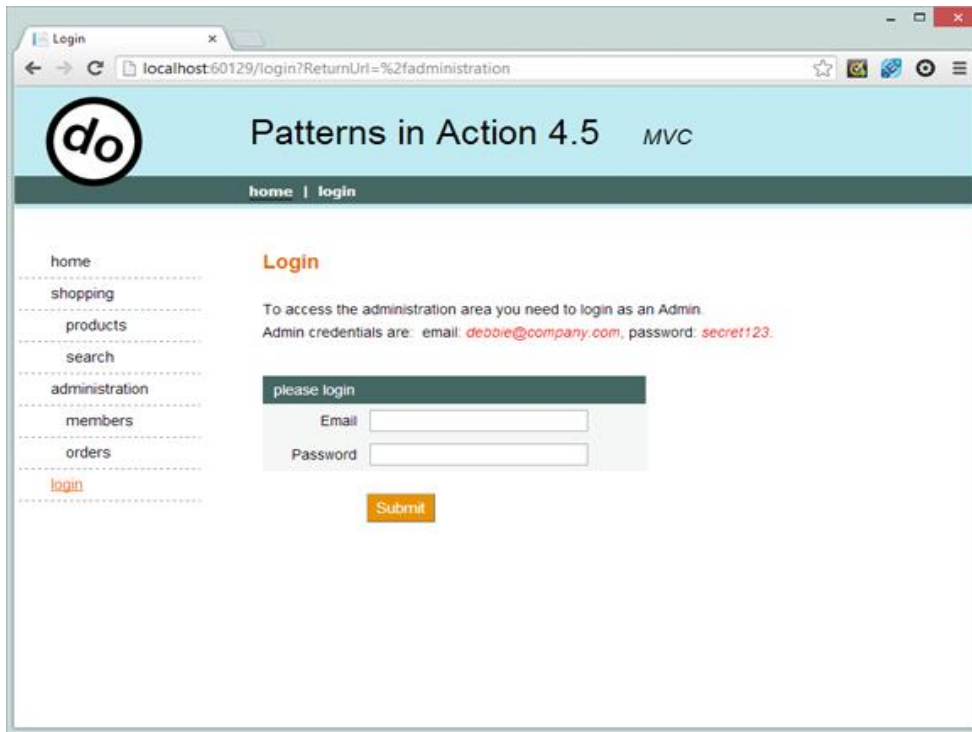 Login
localhost:60129/login?ReturnUrl=%2fadministration
do
Patterns in Action 4.5 MVC
home | login
home
shopping
products
search
administration
members
orders
login
Login
To access the administration area you need to login as an Admin.
Admin credentials are: email: debbie@company.com, password: secret123.
please login
Email
Password
Submit